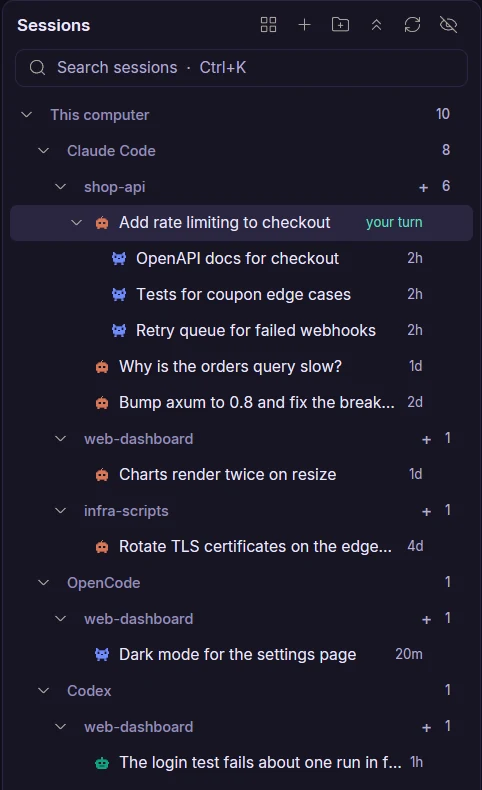 Sessions
Search sessions · Ctrl+K
This computer 10
Claude Code 8
shop-api + 6
Add rate limiting to checkout your turn
OpenAPI docs for checkout 2h
Tests for coupon edge cases 2h
Retry queue for failed webhooks 2h
Why is the orders query slow? 1d
Bump axum to 0.8 and fix the break... 2d
web-dashboard + 1
Charts render twice on resize 1d
infra-scripts + 1
Rotate TLS certificates on the edge... 4d
OpenCode 1
web-dashboard + 1
Dark mode for the settings page 20m
Codex 1
web-dashboard + 1
The login test fails about one run in f... 1h